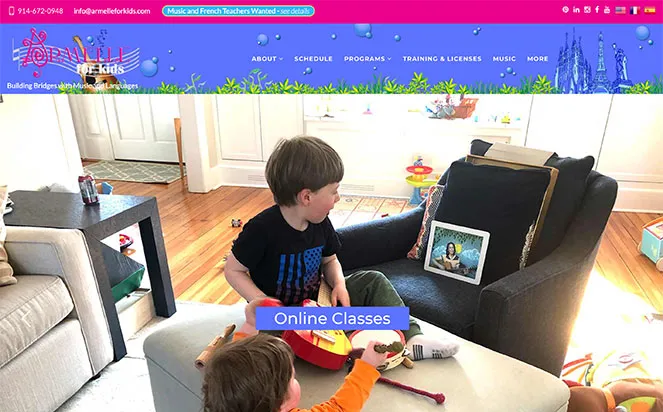 914-672-0948 info@armelleforkids.com Music and French Teachers Wanted - see details
ARMELLE
for kids
Building Bridges with Music and Languages
ABOUT SCHEDULE PROGRAMS TRAINING & LICENSES MUSIC MORE
Online Classes